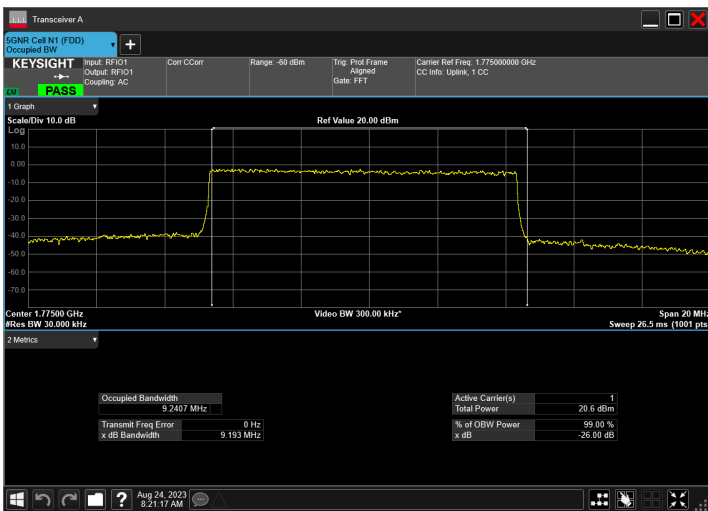 Transceiver A
5GNR Cell N1 (FDD)
Occupied BW
KEYSIGHT
LXI PASS
Input: RFIO1
Output: RFIO1
Coupling: AC
Corr CCorr
Range: -60 dBm
Trig: Prot Frame
Aligned
Gate: FFT
Carrier Ref Freq: 1.775000000 GHz
CC Info: Uplink, 1 CC
1 Graph
Scale/Div 10.0 dB Ref Value 20.00 dBm
Log
10.0
0.00
-10.0
-20.0
-30.0
-40.0
-50.0
-60.0
-70.0
Center 1.77500 GHz Video BW 300.00 kHz* Span 20 MHz
#Res BW 30.000 kHz Sweep 26.5 ms (1001 pts
2 Metrics
Occupied Bandwidth
9.2407 MHz
Transmit Freq Error 0 Hz
x dB Bandwidth 9.193 MHz
Active Carrier(s) 1
Total Power 20.6 dBm
% of OBW Power 99.00 %
x dB -26.00 dB
? Aug 24, 2023
8:21:17 AM